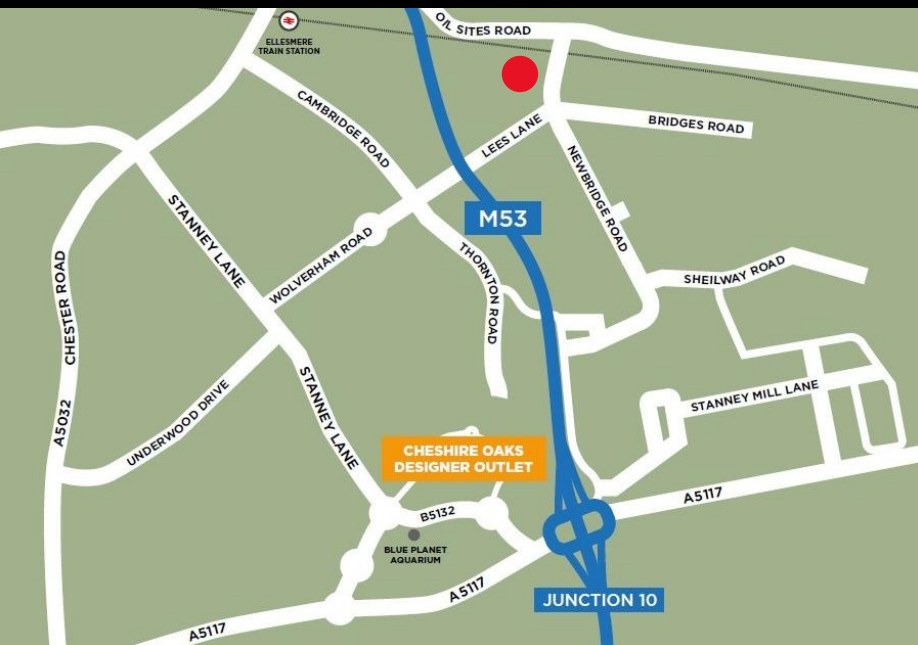 O/L SITES ROAD
ELLESMERE
TRAIN STATION
CAMBRIDGE ROAD
LEES LANE
BRIDGES ROAD
NEWBRIDGE ROAD
M53
STANNEY LANE
WOLVERHAM ROAD
THORNTON ROAD
SHEILWAY ROAD
CHESTER ROAD
A5032
UNDERWOOD DRIVE
STANNEY LANE
STANNEY MILL LANE
CHESHIRE OAKS
DESIGNER OUTLET
B5132
A5117
BLUE PLANET
AQUARIUM
A5117
JUNCTION 10
A5117